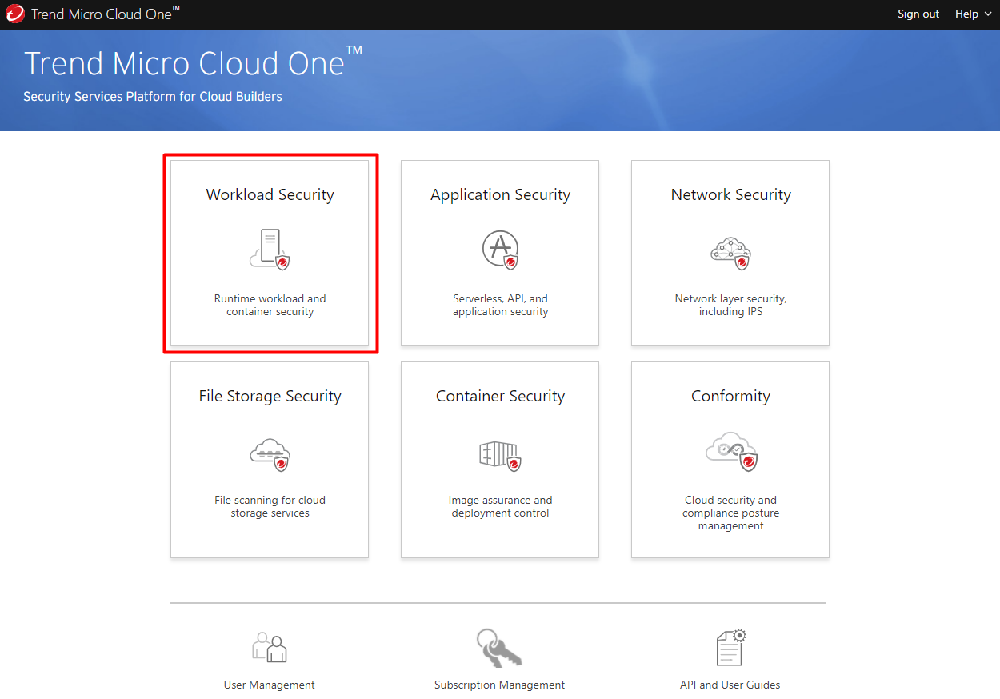 Trend Micro Cloud One™
Sign out
Help
Trend Micro Cloud One™
Security Services Platform for Cloud Builders
Workload Security
Runtime workload and
container security
Application Security
Serverless, API, and
application security
Network Security
Network layer security,
including IPS
File Storage Security
File scanning for cloud
storage services
Container Security
Image assurance and
deployment control
Conformity
Cloud security and
compliance posture
management
User Management
Subscription Management
API and User Guides